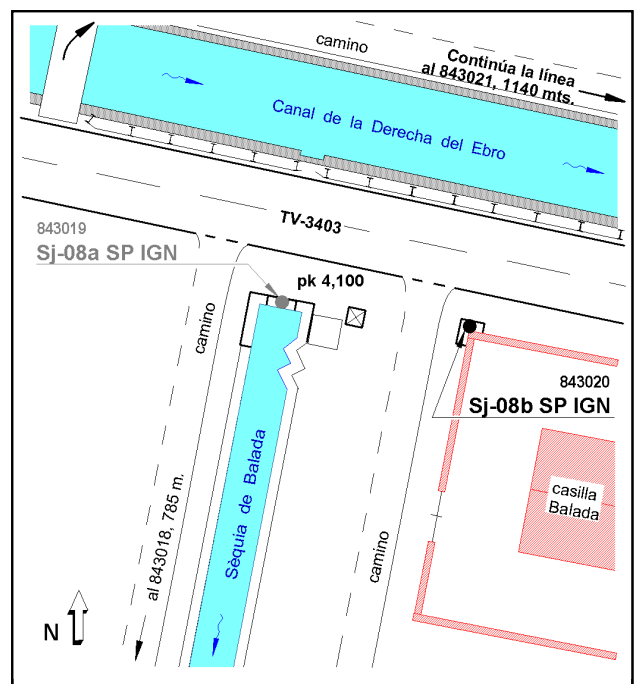 camino
Continúa la línea
al 843021, 1140 mts.
Canal de la Derecha del Ebro
TV-3403
843019
Sj-08a SP IGN
pk 4,100
camino
843020
Sj-08b SP IGN
Sèquia de Balada
casilla
Balada
al 843018, 785 m.
camino
N